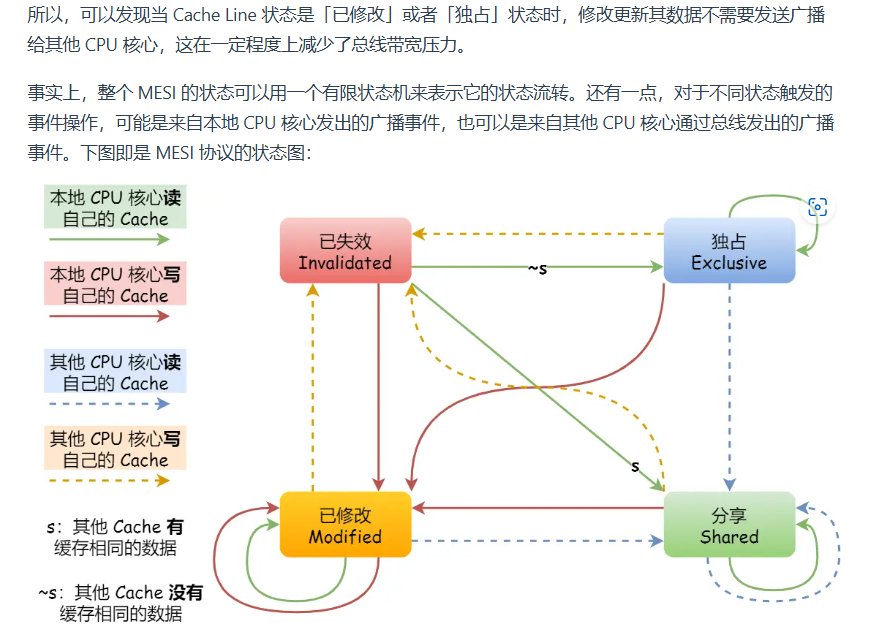 所以，可以发现当 Cache Line 状态是「已修改」或者「独占」状态时，修改更新其数据不需要发送广播
给其他 CPU 核心，这在一定程度上减少了总线带宽压力。
事实上，整个 MESI 的状态可以用一个有限状态机来表示它的状态流转。还有一点，对于不同状态触发的
事件操作，可能是来自本地 CPU 核心发出的广播事件，也可以是来自其他 CPU 核心通过总线发出的广播
事件。下图即是 MESI 协议的状态图：
本地 CPU 核心读
自己的 Cache
本地 CPU 核心写
自己的 Cache
其他 CPU 核心读
自己的 Cache
其他 CPU 核心写
自己的 Cache
s：其他 Cache 有
缓存相同的数据
~s：其他 Cache 没有
缓存相同的数据
已失效
Invalidated
~s
独占
Exclusive
s
已修改
Modified
分享
Shared